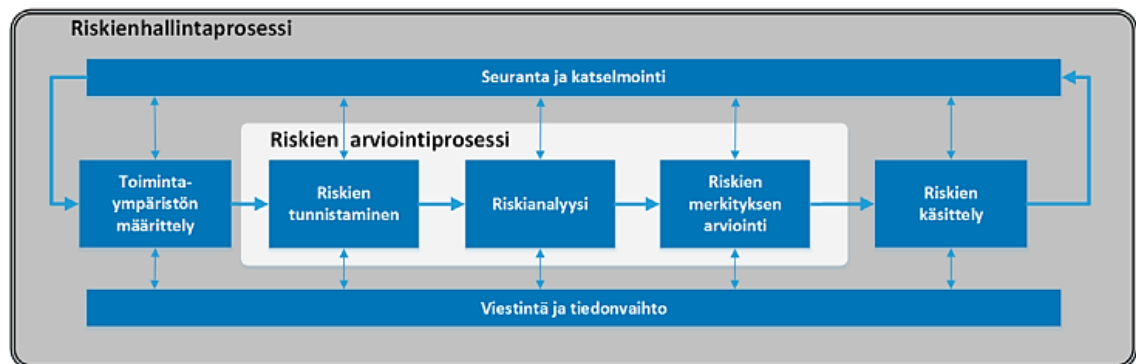 Riskienhallintaprosessi
Seuranta ja katselmointi
Riskien arviointiprosessi
Toiminta-
ympäristön
määrittely
Riskien
tunnistaminen
Riskianalyysi
Riskien
merkityksen
arviointi
Riskien
käsittely
Viestintä ja tiedonvaihto